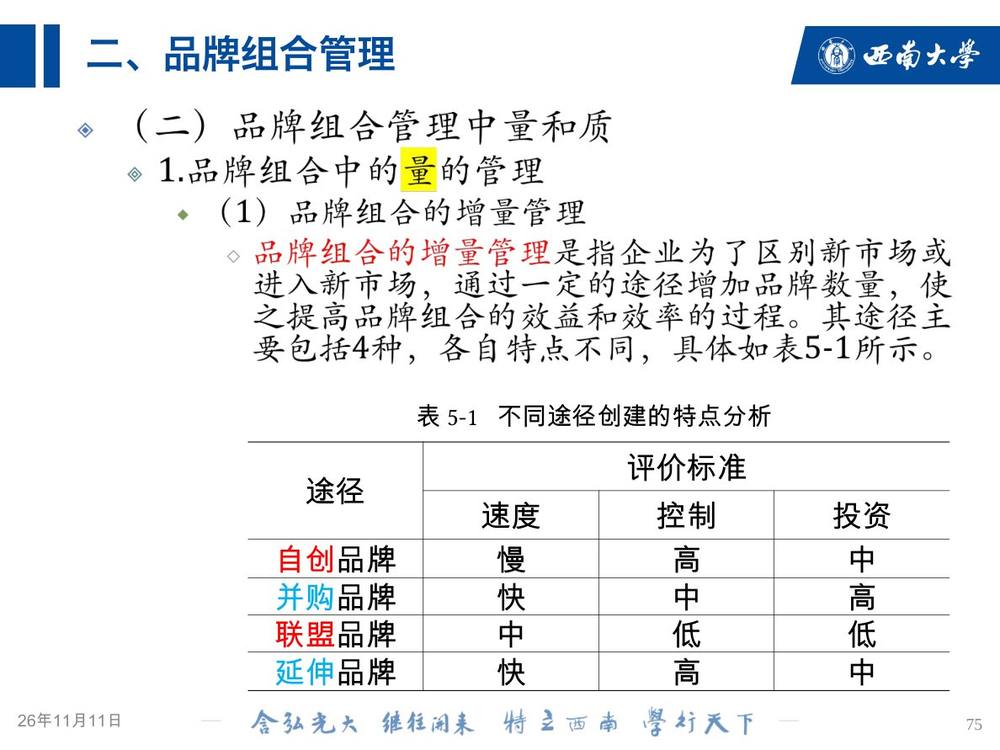 二、品牌组合管理
西南大学
（二）品牌组合管理中量和质
1.品牌组合中的量的管理
（1）品牌组合的增量管理
品牌组合的增量管理是指企业为了区别新市场或
进入新市场，通过一定的途径增加品牌数量，使
之提高品牌组合的效益和效率的过程。其途径主
要包括4种，各自特点不同，具体如表5-1所示。
表 5-1 不同途径创建的特点分析
途径 评价标准
速度 控制 投资
自创品牌 慢 高 中
并购品牌 快 中 高
联盟品牌 中 低 低
延伸品牌 快 高 中
26年11月11日 含弘光大 继往开来 特立西南 学行天下 75